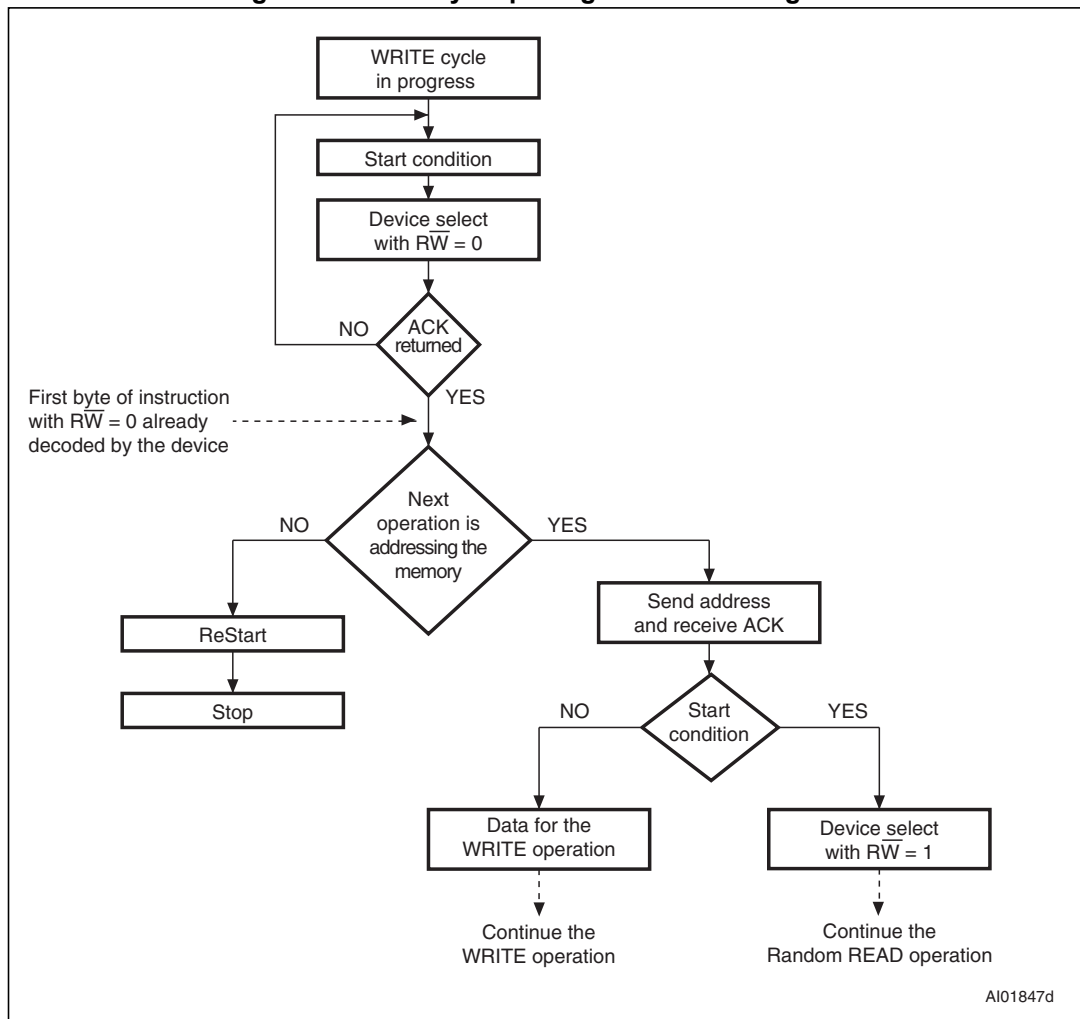 WRITE cycle
in progress
Start condition
Device select
with RW̅ = 0
NO
ACK
returned
YES
First byte of instruction
with RW̅ = 0 already
decoded by the device
NO
Next
operation is
addressing the
memory
YES
ReStart
Send address
and receive ACK
Stop
NO
Start
condition
YES
Data for the
WRITE operation
Device select
with RW̅ = 1
Continue the
WRITE operation
Continue the
Random READ operation
AI01847d